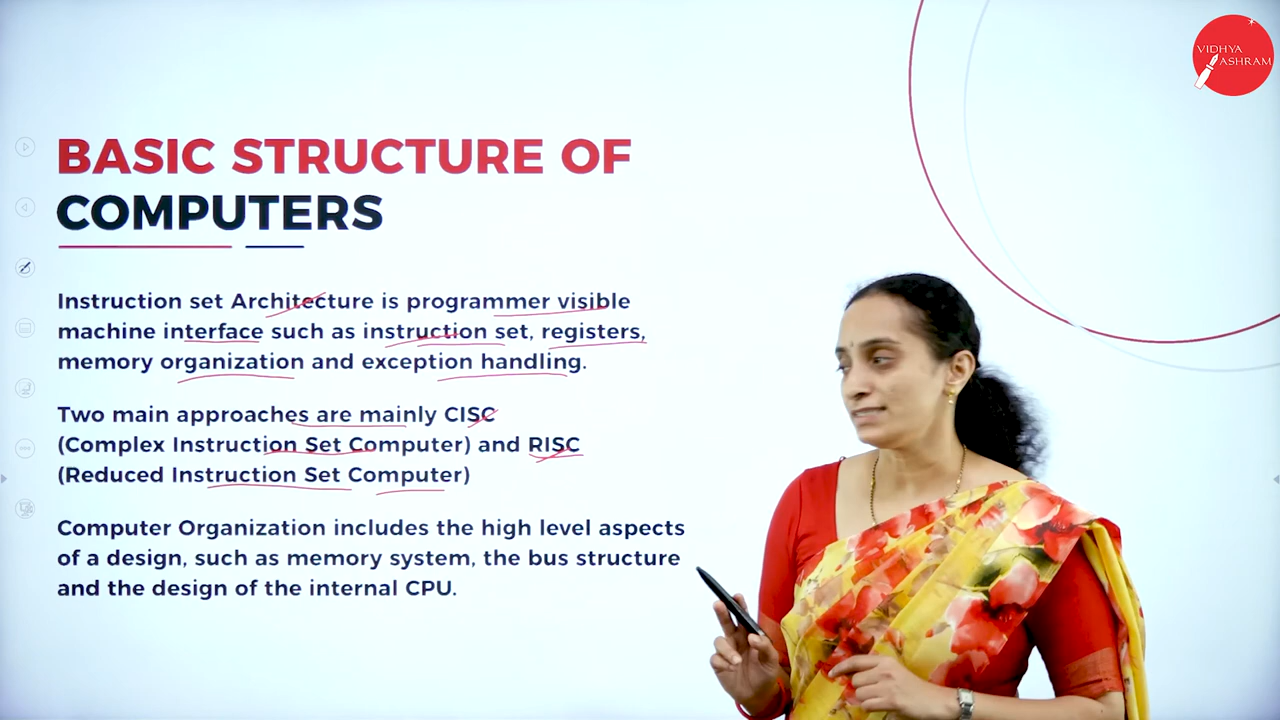 VIDHYA
ASHRAM
BASIC STRUCTURE OF
COMPUTERS
Instruction set Architecture is programmer visible
machine interface such as instruction set, registers,
memory organization and exception handling.
Two main approaches are mainly CISC
(Complex Instruction Set Computer) and RISC
(Reduced Instruction Set Computer)
Computer Organization includes the high level aspects
of a design, such as memory system, the bus structure
and the design of the internal CPU.